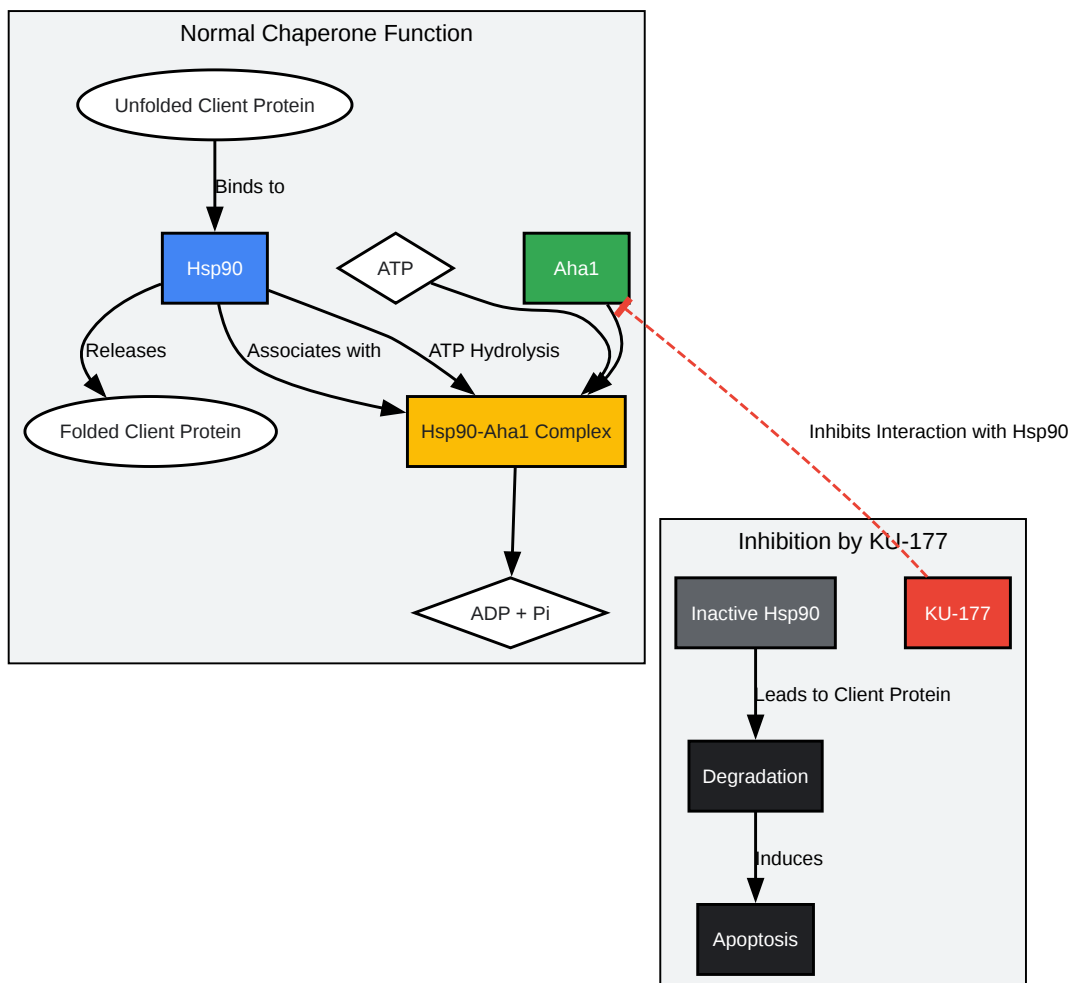 Normal Chaperone Function
Unfolded Client Protein
Binds to
Hsp90
ATP
Aha1
Releases
Associates with
ATP Hydrolysis
Folded Client Protein
Hsp90-Aha1 Complex
Inhibits Interaction with Hsp90
ADP + Pi
Inhibition by KU-177
Inactive Hsp90
KU-177
Leads to Client Protein
Degradation
Induces
Apoptosis